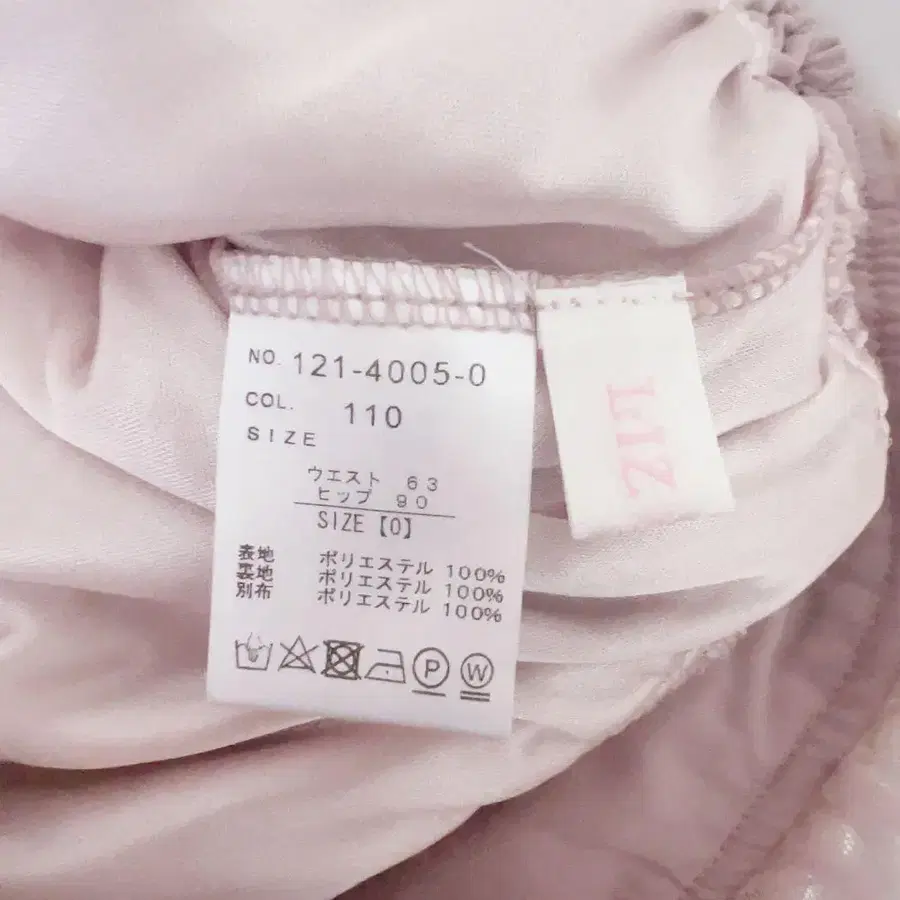 NO. 121-4005-0
COL. 110
SIZE
ウエスト 63
ヒップ 90
SIZE【0】
表地 ポリエステル 100%
裏地 ポリエステル 100%
別布 ポリエステル 100%
P W